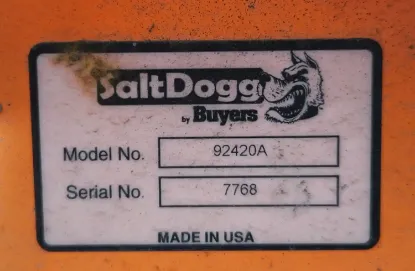 SaltDogg
by Buyers
Model No. 92420A
Serial No. 7768
MADE IN USA